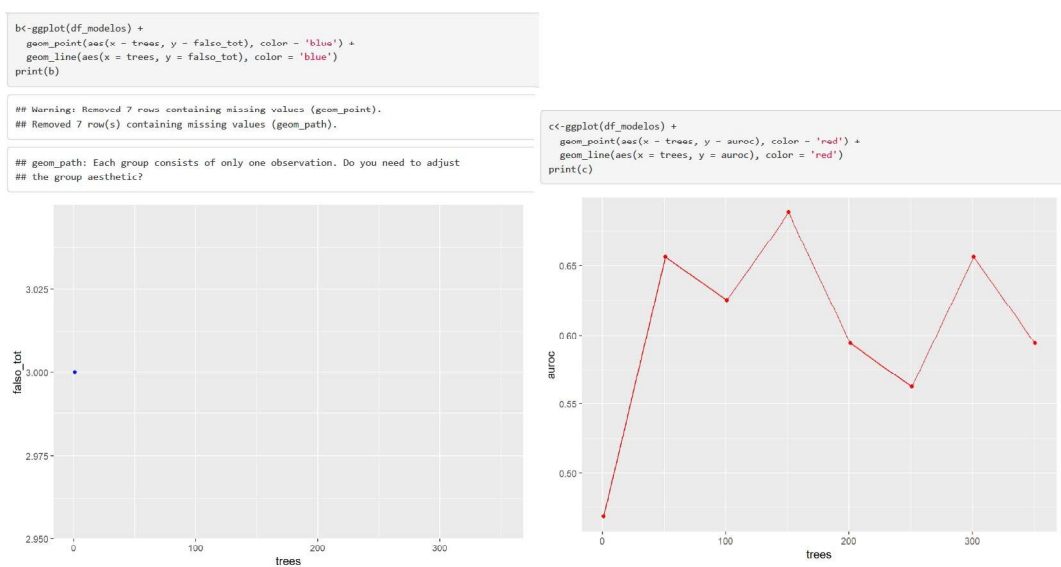 b<-ggplot(df_modelos) +
geom_point(aes(x = trees, y = falso_tot), color = 'blue') +
geom_line(aes(x = trees, y = falso_tot), color = 'blue')
print(b)
## Warning: Removed 7 rows containing missing values (geom_point).
## Removed 7 row(s) containing missing values (geom_path).
## geom_path: Each group consists of only one observation. Do you need to adjust
## the group aesthetic?
3.025
3.000
2.975
2.950
falso_tot
0 100 200 300
trees
c<-ggplot(df_modelos) +
geom_point(aes(x = trees, y = auroc), color = 'red') +
geom_line(aes(x = trees, y = auroc), color = 'red')
print(c)
0.65
0.60
0.55
0.50
auroc
0 100 200 300
trees